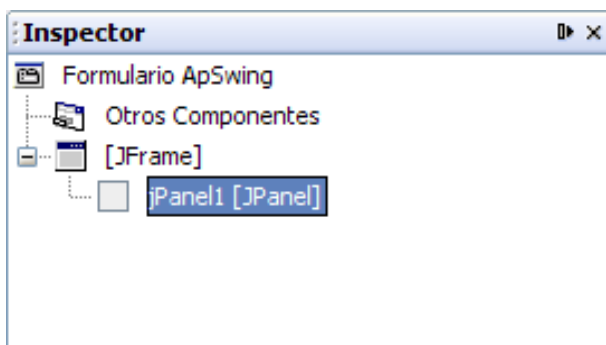 Inspector
Formulario ApSwing
Otros Componentes
[JFrame]
jPanel1 [JPanel]